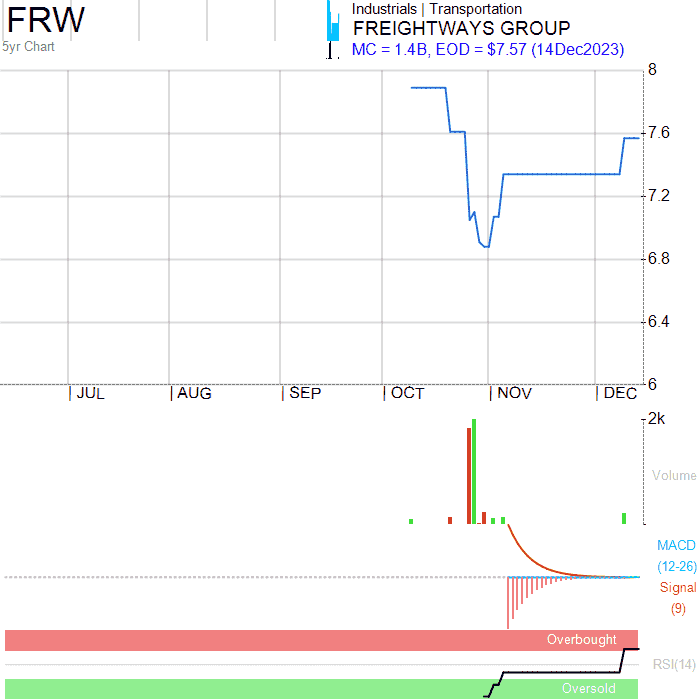 FRW
5yr Chart
Industrials | Transportation
FREIGHTWAYS GROUP
MC = 1.4B, EOD = $7.57 (14Dec2023)
8
7.6
7.2
6.8
6.4
6
JUL AUG SEP OCT NOV DEC
2k
Volume
MACD
(12-26)
Signal
(9)
Overbought
RSI(14)
Oversold